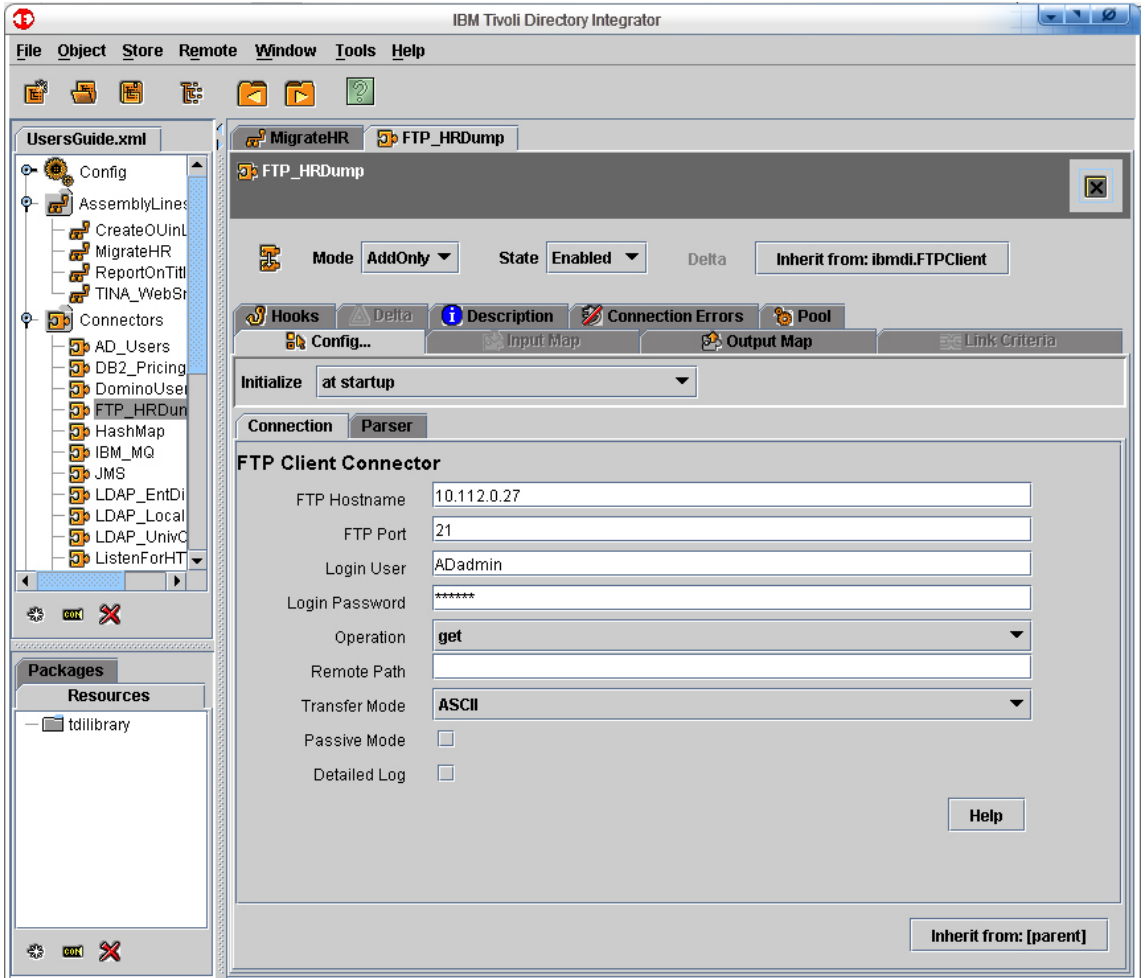 IBM Tivoli Directory Integrator
File Object Store Remote Window Tools Help
UsersGuide.xml
Config
AssemblyLines
CreateOUinL
MigrateHR
ReportOnTitl
TINA_WebSr
Connectors
AD_Users
DB2_Pricing
DominoUser
FTP_HRDun
HashMap
IBM_MQ
JMS
LDAP_EntDi
LDAP_Local
LDAP_UnivC
ListenForHT
CON
Packages
Resources
tdilibrary
CON
MigrateHR FTP_HRDump
FTP_HRDump
Mode AddOnly State Enabled Delta Inherit from: ibmdi.FTPClient
Hooks Delta Description Connection Errors Pool
Config... Input Map Output Map Link Criteria
Initialize at startup
Connection Parser
FTP Client Connector
FTP Hostname 10.112.0.27
FTP Port 21
Login User ADadmin
Login Password ******
Operation get
Remote Path
Transfer Mode ASCII
Passive Mode
Detailed Log
Help
Inherit from: [parent]